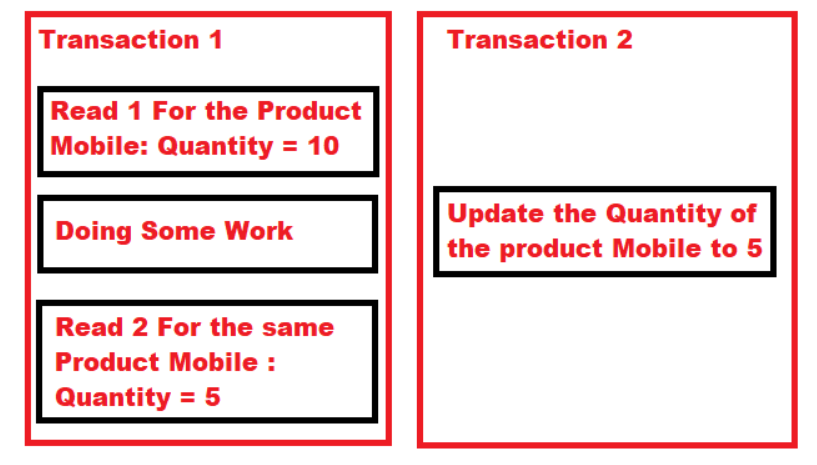 Transaction 1
Read 1 For the Product
Mobile: Quantity = 10
Doing Some Work
Read 2 For the same
Product Mobile :
Quantity = 5
Transaction 2
Update the Quantity of
the product Mobile to 5